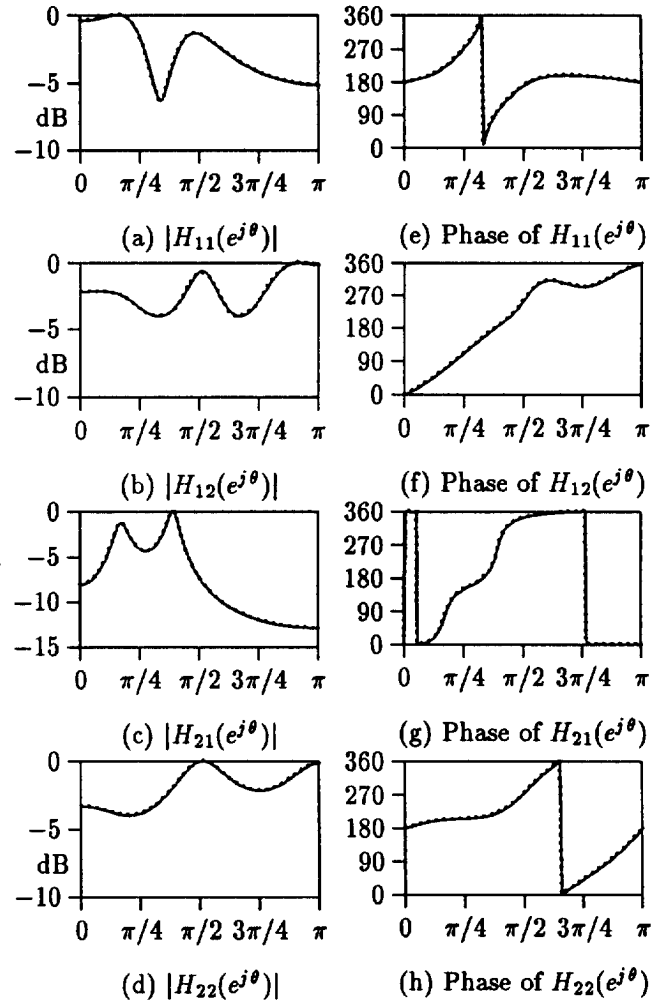 0
−5
dB
−10
0 π/4 π/2 3π/4 π
(a) |H₁₁(e^{jθ})|
360
270
180
90
0
0 π/4 π/2 3π/4 π
(e) Phase of H₁₁(e^{jθ})
0
−5
dB
−10
0 π/4 π/2 3π/4 π
(b) |H₁₂(e^{jθ})|
360
270
180
90
0
0 π/4 π/2 3π/4 π
(f) Phase of H₁₂(e^{jθ})
0
−5
−10
−15
0 π/4 π/2 3π/4 π
(c) |H₂₁(e^{jθ})|
360
270
180
90
0
0 π/4 π/2 3π/4 π
(g) Phase of H₂₁(e^{jθ})
0
−5
dB
−10
0 π/4 π/2 3π/4 π
(d) |H₂₂(e^{jθ})|
360
270
180
90
0
0 π/4 π/2 3π/4 π
(h) Phase of H₂₂(e^{jθ})